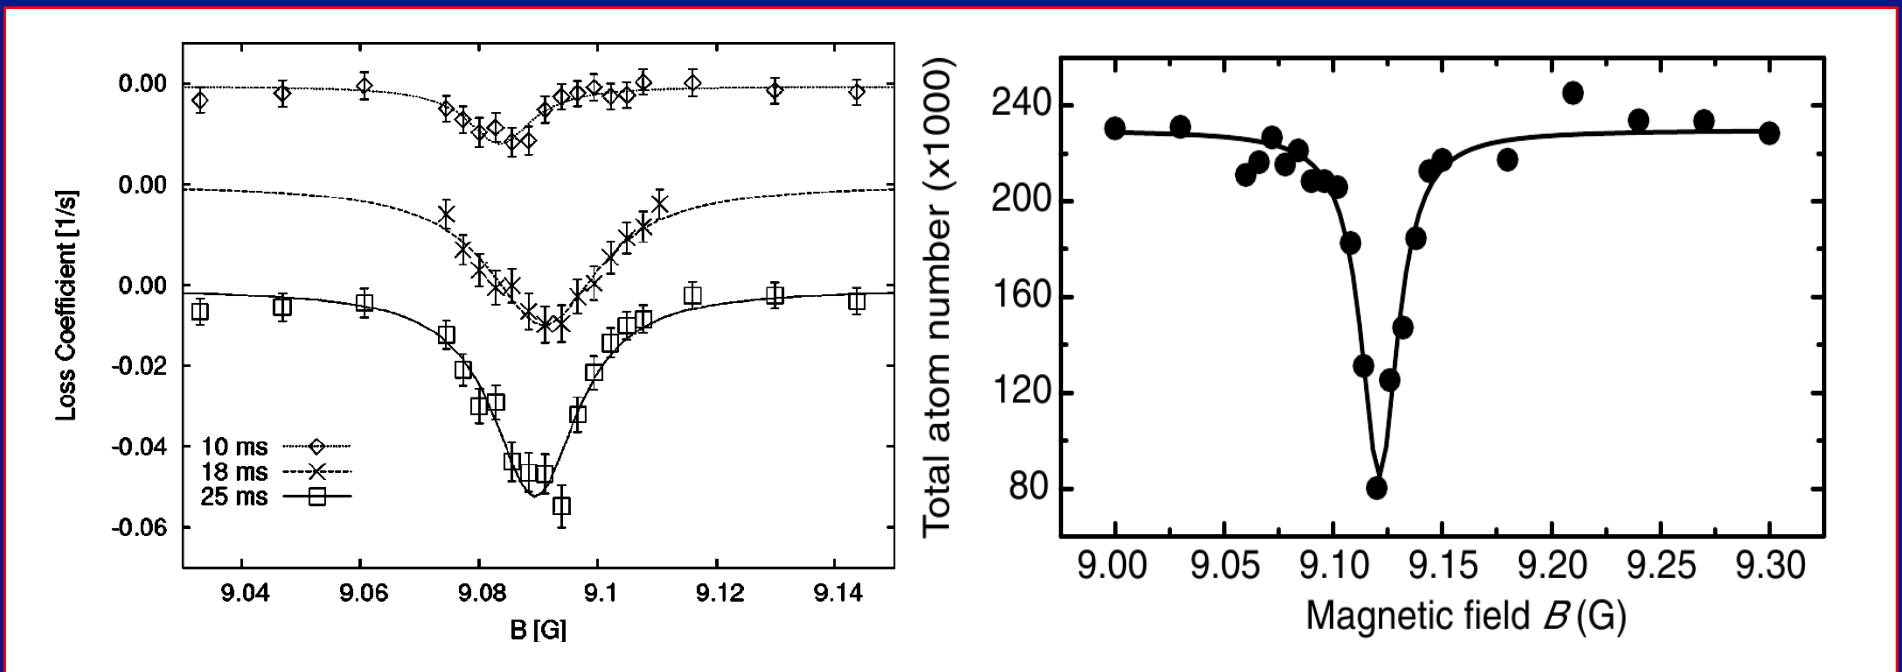 Loss Coefficient [1/s]
0.00
0.00
0.00
-0.02
-0.04
-0.06
10 ms
18 ms
25 ms
9.04 9.06 9.08 9.1 9.12 9.14
B [G]
Total atom number (x1000)
240
200
160
120
80
9.00 9.05 9.10 9.15 9.20 9.25 9.30
Magnetic field B (G)